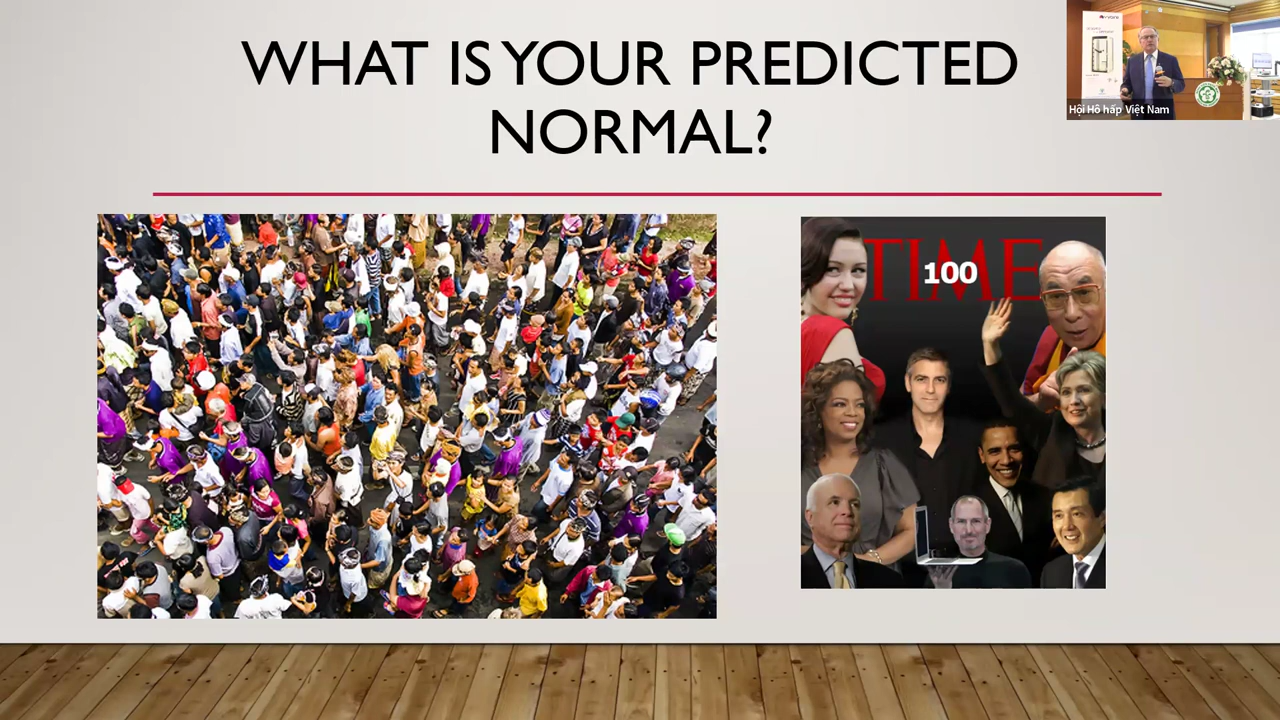 WHAT IS YOUR PREDICTED
NORMAL?
Hội Hô hấp Việt Nam
TIME
100